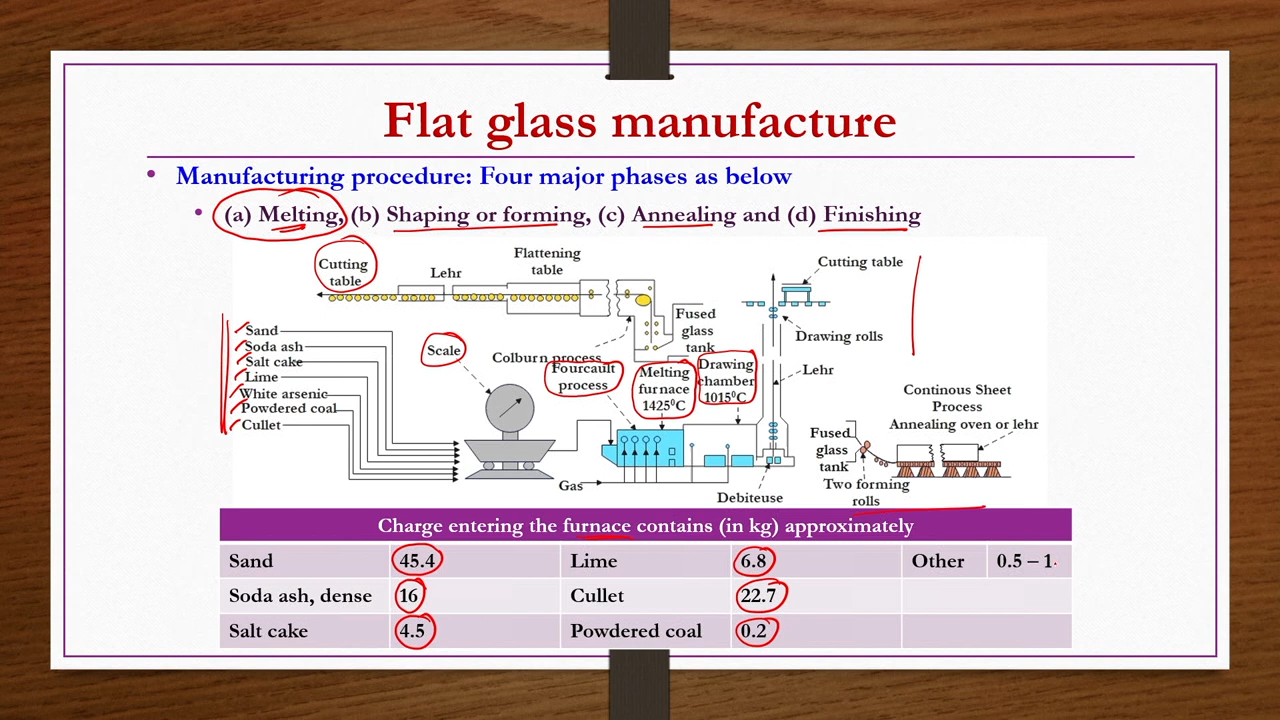 Flat glass manufacture
• Manufacturing procedure: Four major phases as below
• (a) Melting, (b) Shaping or forming, (c) Annealing and (d) Finishing
Cutting
table
Lehr
Flattening
table
Cutting table
Sand
Soda ash
Salt cake
Lime
White arsenic
Powdered coal
Cullet
Scale
Colburn process
Fourcault
process
Fused
glass
tank
Melting
furnace
1425⁰C
Drawing
chamber
1015⁰C
Drawing rolls
Lehr
Gas
Debiteuse
Continous Sheet
Process
Annealing oven or lehr
Fused
glass
tank
Two forming
rolls
Charge entering the furnace contains (in kg) approximately
Sand 45.4 Lime 6.8 Other 0.5 – 1
Soda ash, dense 16 Cullet 22.7
Salt cake 4.5 Powdered coal 0.2